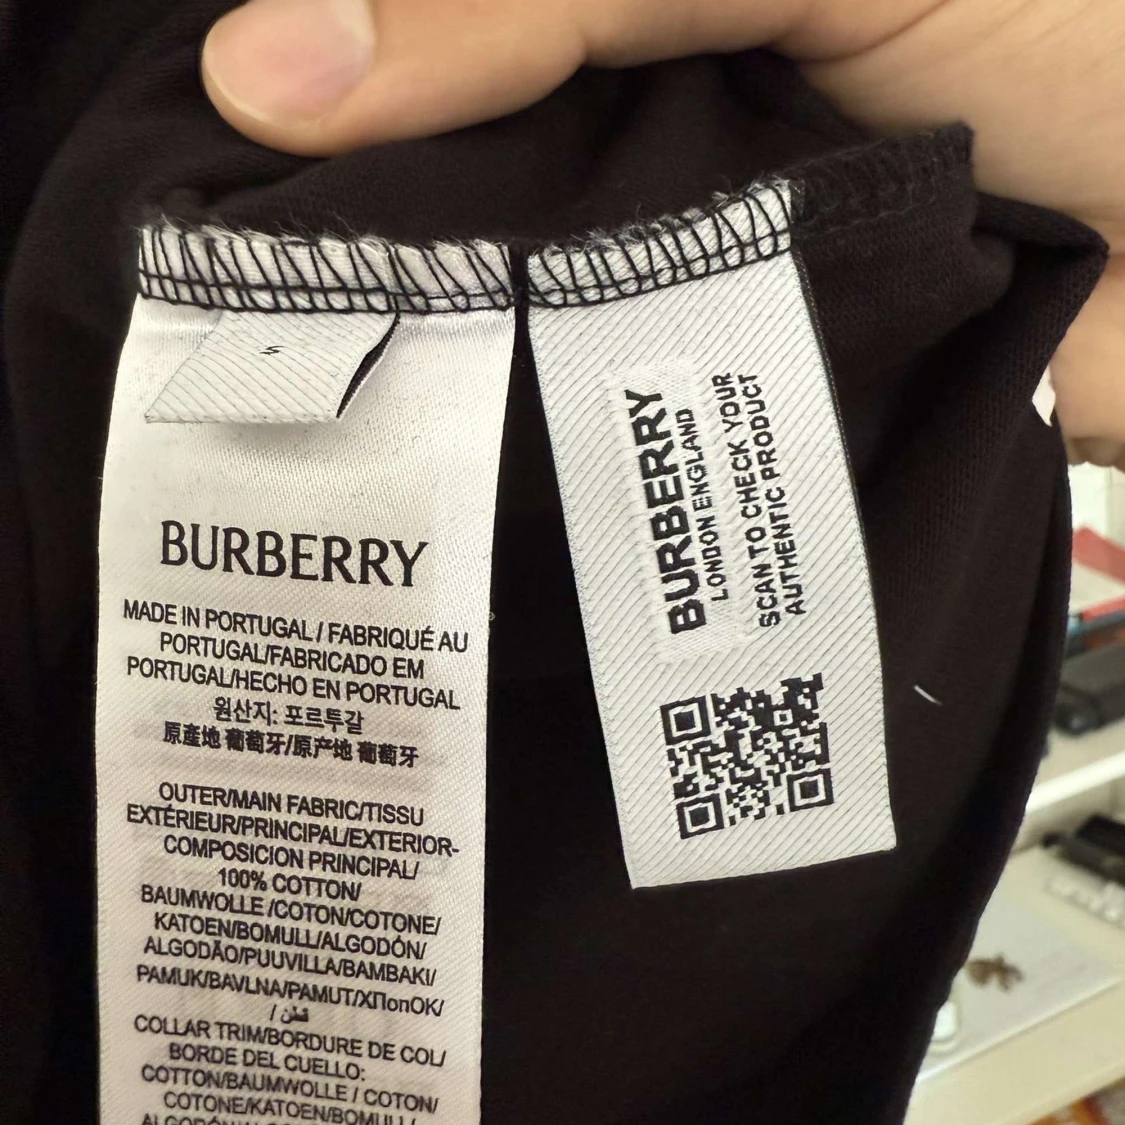 S
BURBERRY
MADE IN PORTUGAL / FABRIQUÉ AU
PORTUGAL/FABRICADO EM
PORTUGAL/HECHO EN PORTUGAL
원산지: 포르투갈
原產地 葡萄牙/原产地 葡萄牙
OUTER/MAIN FABRIC/TISSU
EXTÉRIEUR/PRINCIPAL/EXTERIOR-
COMPOSICION PRINCIPAL/
100% COTTON/
BAUMWOLLE /COTON/COTONE/
KATOEN/BOMULL/ALGODÓN/
ALGODÃO/PUUVILLA/BAMBAKI/
PAMUK/BAVLNA/PAMUT/ХПопОК/
/ قطن
COLLAR TRIM/BORDURE DE COL/
BORDE DEL CUELLO:
COTTON/BAUMWOLLE / COTON/
COTONE/KATOEN/BOMULL/
BURBERRY
LONDON ENGLAND
SCAN TO CHECK YOUR
AUTHENTIC PRODUCT